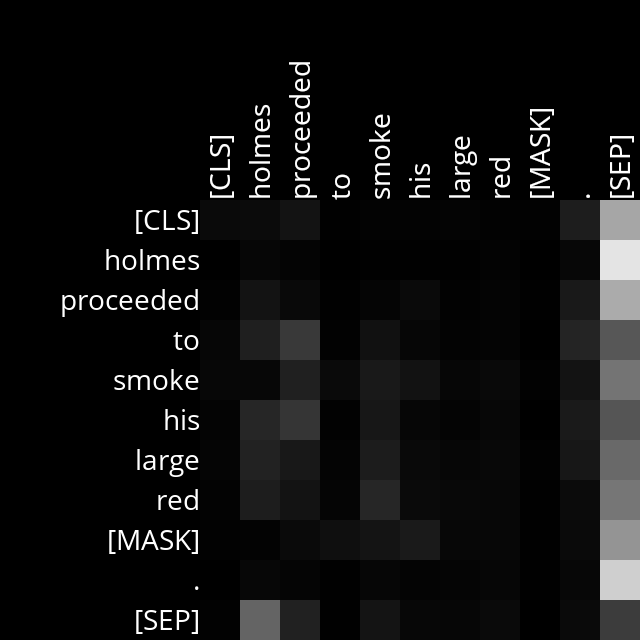 [CLS] holmes proceeded to smoke his large red [MASK] . [SEP]
[CLS]
holmes
proceeded
to
smoke
his
large
red
[MASK]
.
[SEP]